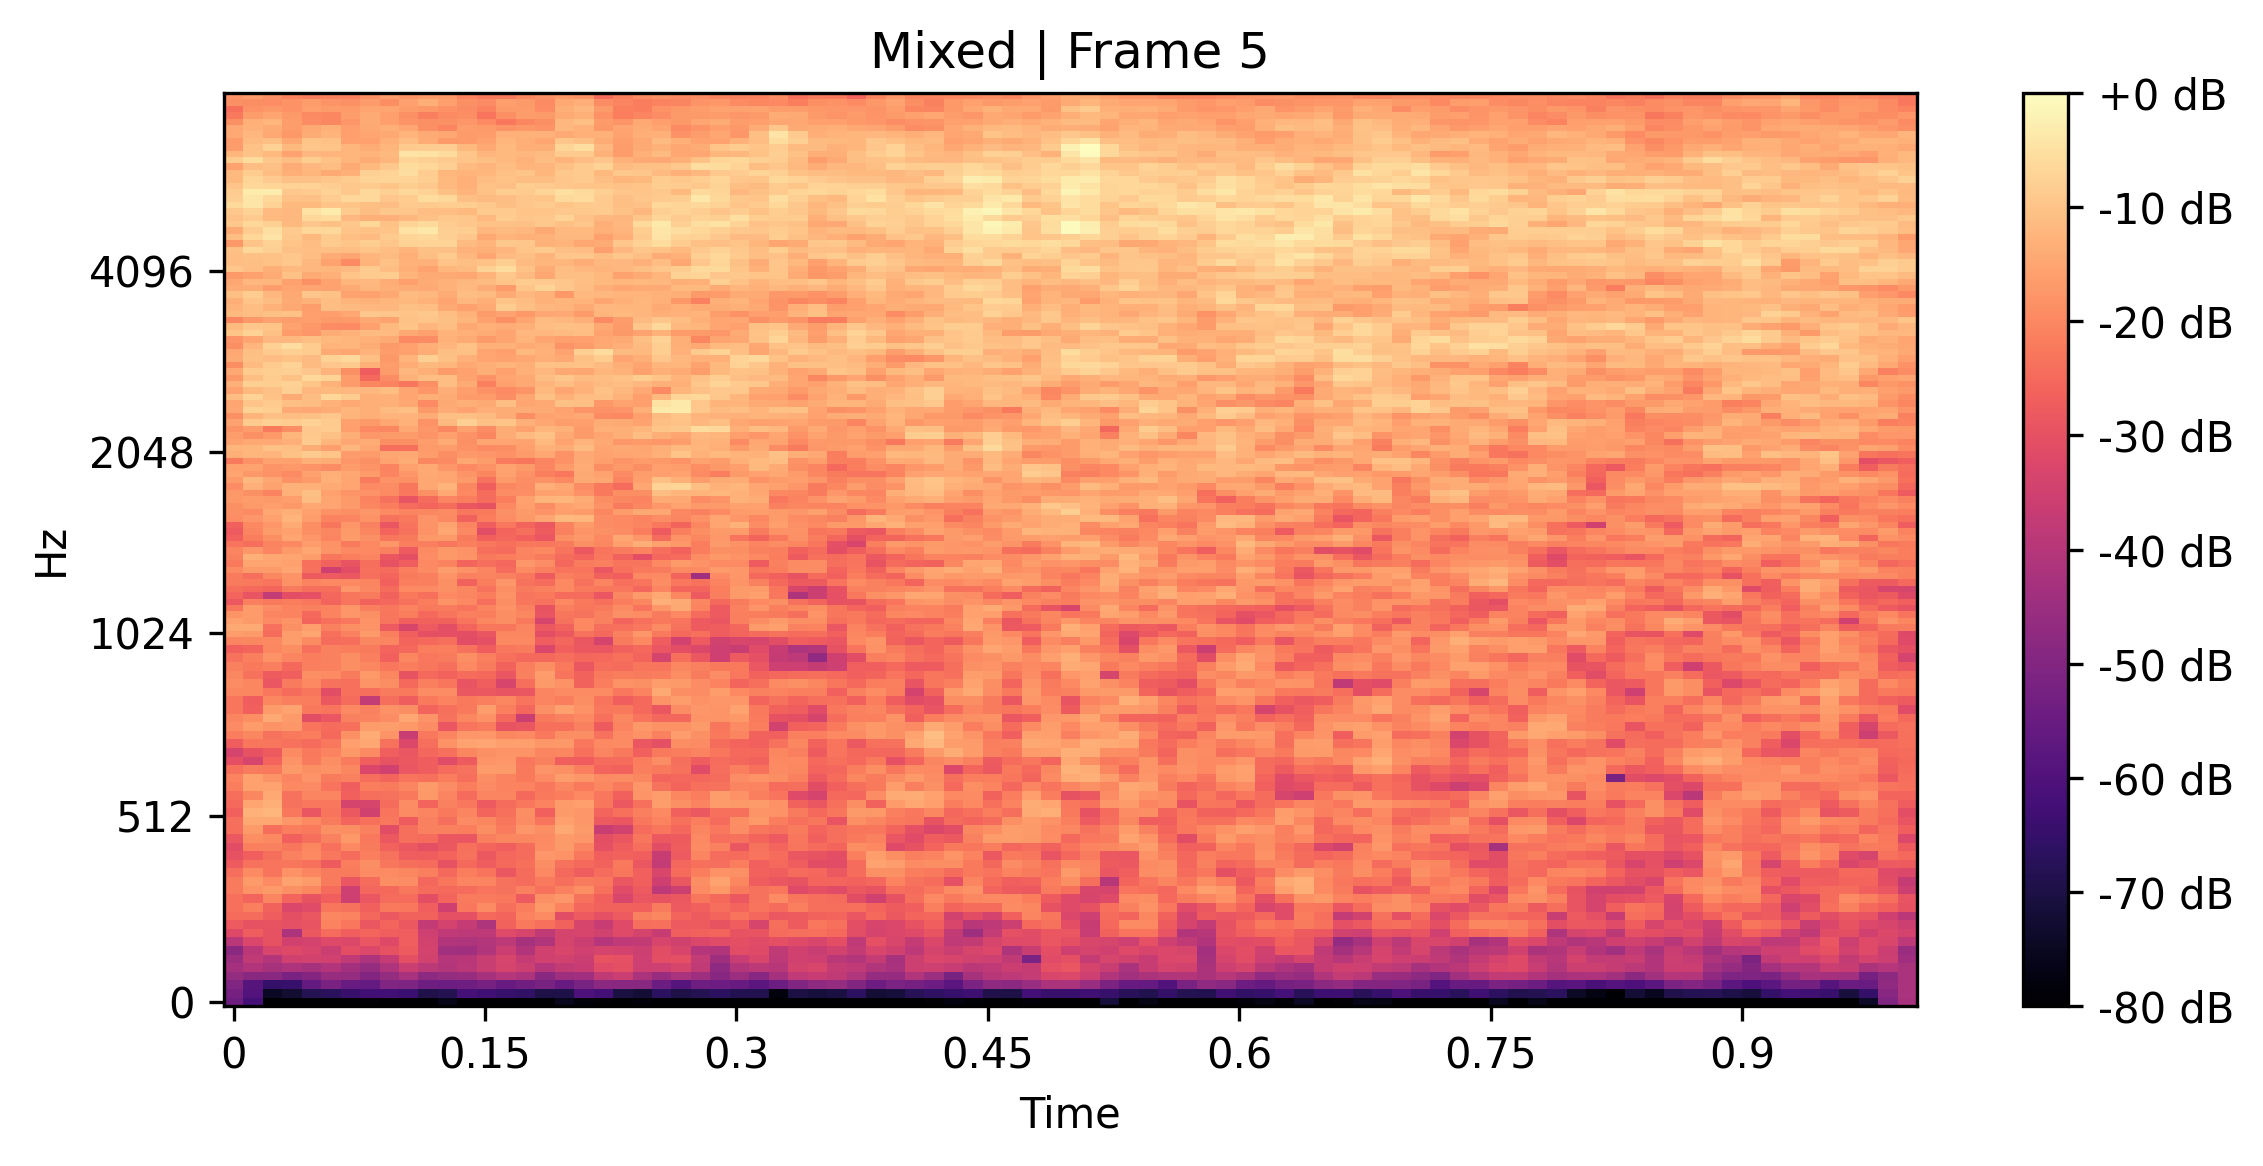 Mixed | Frame 5
+0 dB
-10 dB
-20 dB
-30 dB
-40 dB
-50 dB
-60 dB
-70 dB
-80 dB
Hz
4096
2048
1024
512
0
0 0.15 0.3 0.45 0.6 0.75 0.9
Time